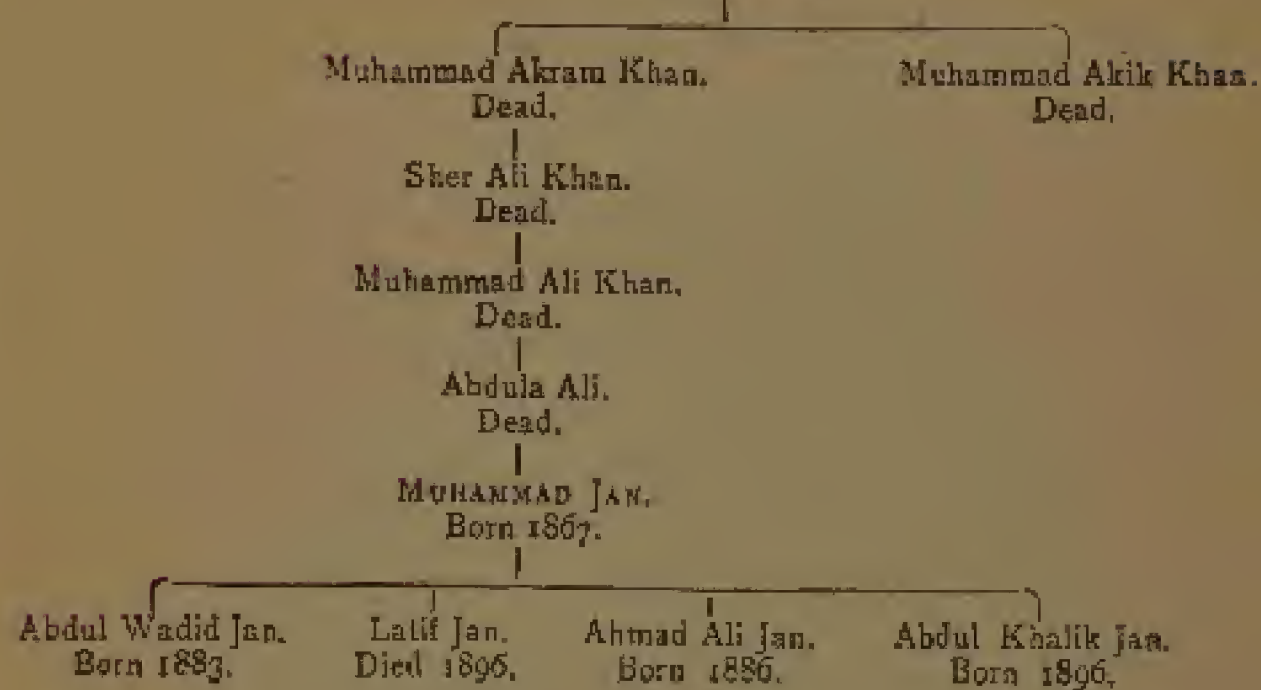 Muhammad Akram Khan. Muhammad Akik Khan.
Dead. Dead.
Sher Ali Khan.
Dead.
Muhammad Ali Khan.
Dead.
Abdula Ali.
Dead.
MUHAMMAD JAN.
Born 1867.
Abdul Wadid Jan. Latif Jan. Ahmad Ali Jan. Abdul Khalik Jan.
Born 1883. Died 1896. Born 1886. Born 1896.